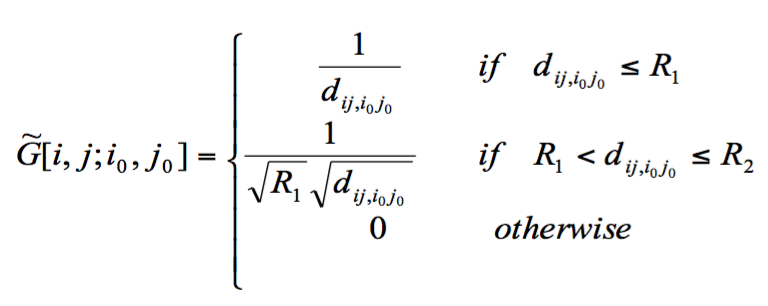 G̃[i, j; i₀, j₀] = { 1 / d_{ij,i₀j₀} if d_{ij,i₀j₀} ≤ R₁
1 / (√R₁ √d_{ij,i₀j₀}) if R₁ < d_{ij,i₀j₀} ≤ R₂
0 otherwise